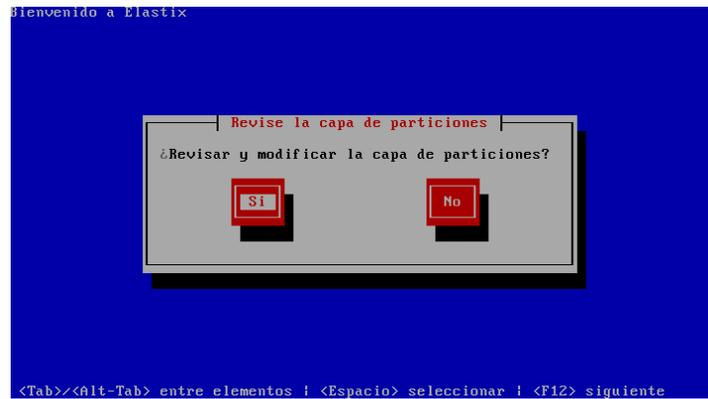 Bienvenido a Elastix
Revise la capa de particiones
¿Revisar y modificar la capa de particiones?
Si No
<Tab>/<Alt-Tab> entre elementos | <Espacio> seleccionar | <F12> siguiente